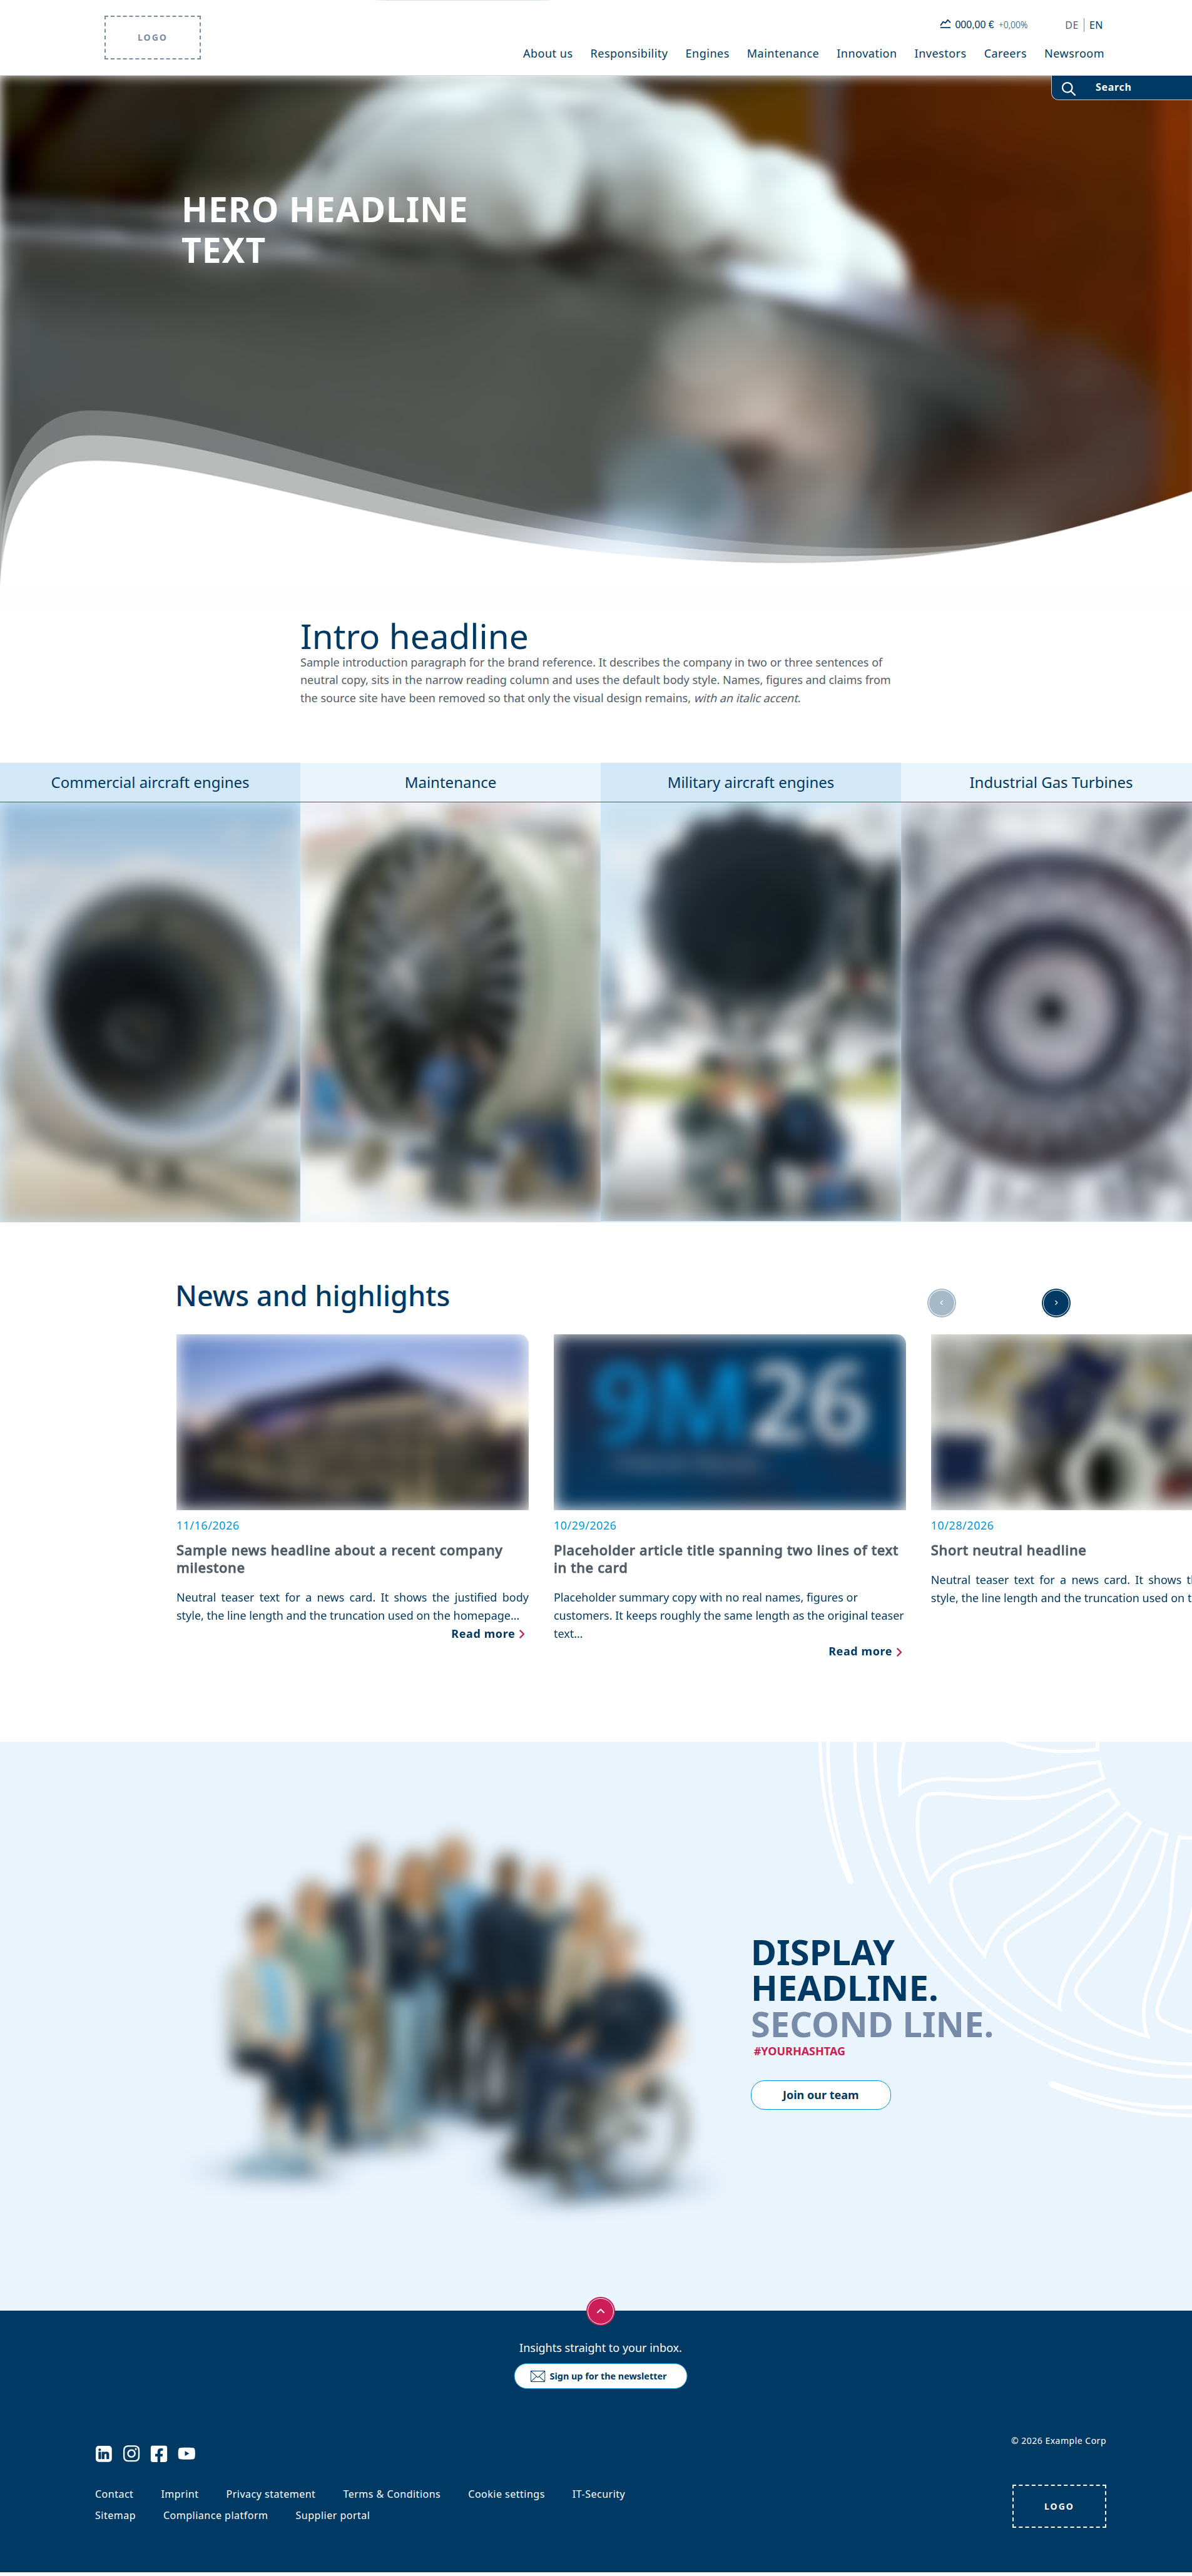 LOGO
000,00 € +0,00%
DE
EN
About us
Responsibility
Engines
Maintenance
Innovation
Investors
Careers
Newsroom
Search
HERO HEADLINE
TEXT
Intro headline
Sample introduction paragraph for the brand reference. It describes the company in two or three sentences of
neutral copy, sits in the narrow reading column and uses the default body style. Names, figures and claims from
the source site have been removed so that only the visual design remains, with an italic accent.
Commercial aircraft engines
Maintenance
Military aircraft engines
Industrial Gas Turbines
News and highlights
11/16/2026
Sample news headline about a recent company
milestone
Neutral teaser text for a news card. It shows the justified body
style, the line length and the truncation used on the homepage...
Read more
9M26
10/29/2026
Placeholder article title spanning two lines of text
in the card
Placeholder summary copy with no real names, figures or
customers. It keeps roughly the same length as the original teaser
text...
Read more
10/28/2026
Short neutral headline
Neutral teaser text for a news card. It shows
style, the line length and the truncation used on
DISPLAY
HEADLINE.
SECOND LINE.
#YOURHASHTAG
Join our team
Insights straight to your inbox.
Sign up for the newsletter
© 2026 Example Corp
Contact
Imprint
Privacy statement
Terms & Conditions
Cookie settings
IT-Security
Sitemap
Compliance platform
Supplier portal
LOGO